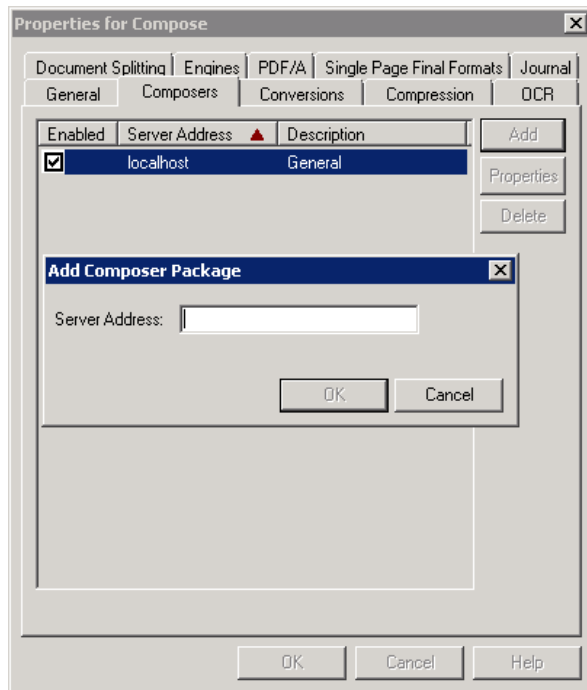 Properties for Compose
Document Splitting Engines PDF/A Single Page Final Formats Journal
General Composers Conversions Compression OCR
Enabled Server Address Description Add
localhost General
Properties
Delete
Add Composer Package
Server Address:
OK Cancel
OK Cancel Help